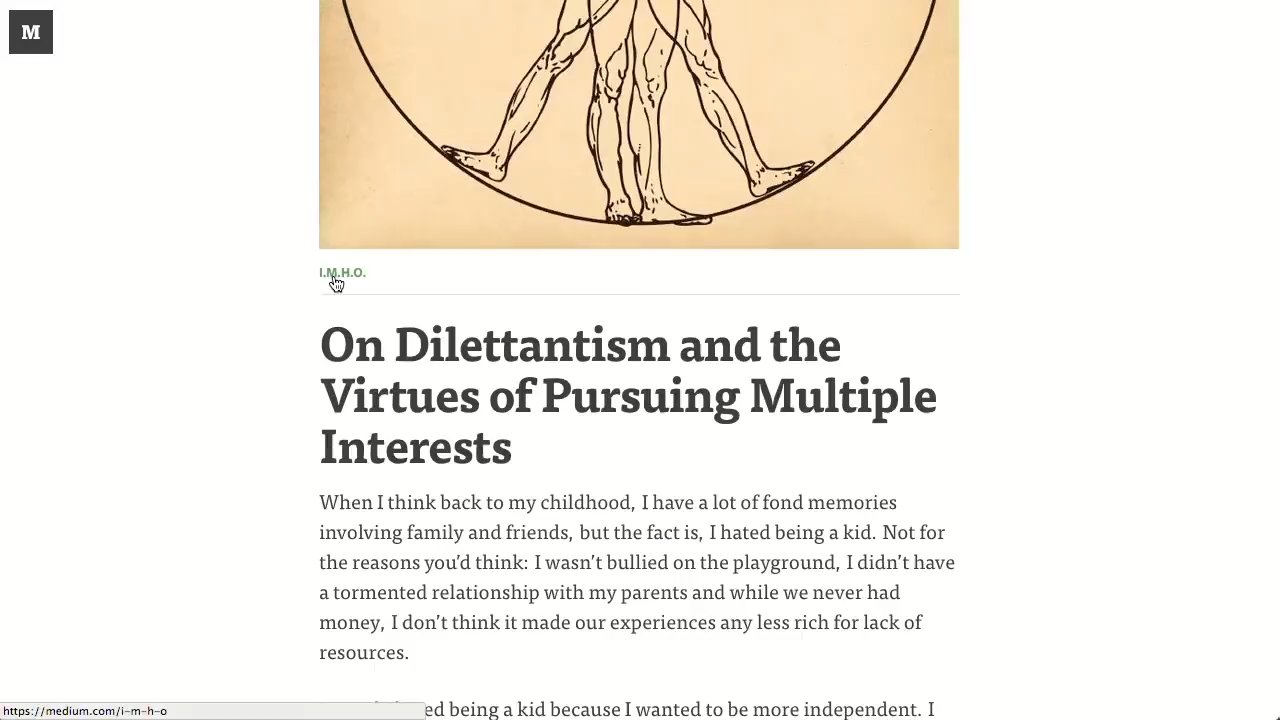 M
I.M.H.O.
On Dilettantism and the
Virtues of Pursuing Multiple
Interests
When I think back to my childhood, I have a lot of fond memories
involving family and friends, but the fact is, I hated being a kid. Not for
the reasons you’d think: I wasn’t bullied on the playground, I didn’t have
a tormented relationship with my parents and while we never had
money, I don’t think it made our experiences any less rich for lack of
resources.
being a kid because I wanted to be more independent. I
https://medium.com/i-m-h-o